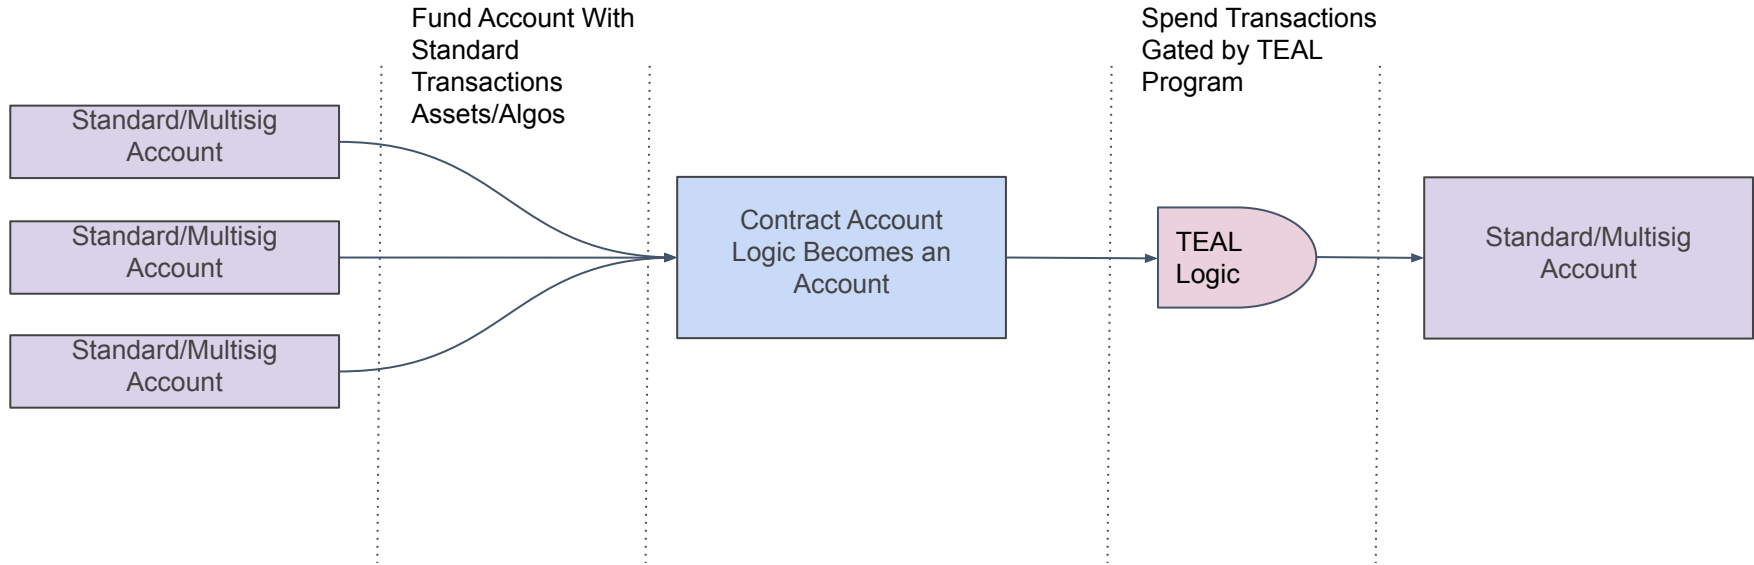 Fund Account With
Standard
Transactions
Assets/Algos
Spend Transactions
Gated by TEAL
Program
Standard/Multisig
Account
Standard/Multisig
Account
Standard/Multisig
Account
Contract Account
Logic Becomes an
Account
TEAL
Logic
Standard/Multisig
Account